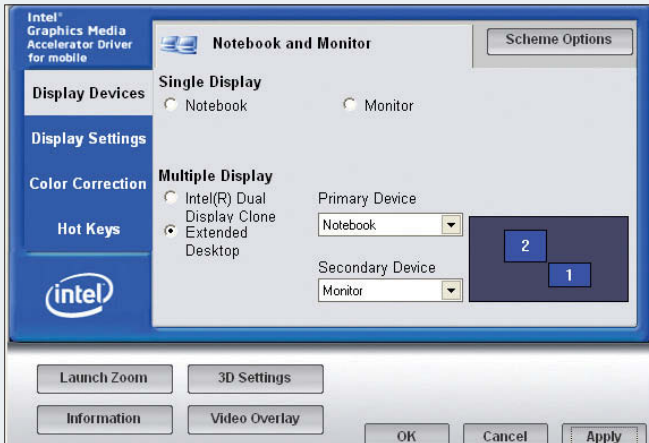 Intel®
Graphics Media
Accelerator Driver
for mobile
Notebook and Monitor
Scheme Options
Display Devices
Display Settings
Color Correction
Hot Keys
intel
Single Display
Notebook
Monitor
Multiple Display
Intel(R) Dual
Display Clone
Extended
Desktop
Primary Device
Notebook
Secondary Device
Monitor
2
1
Launch Zoom
3D Settings
Information
Video Overlay
OK
Cancel
Apply